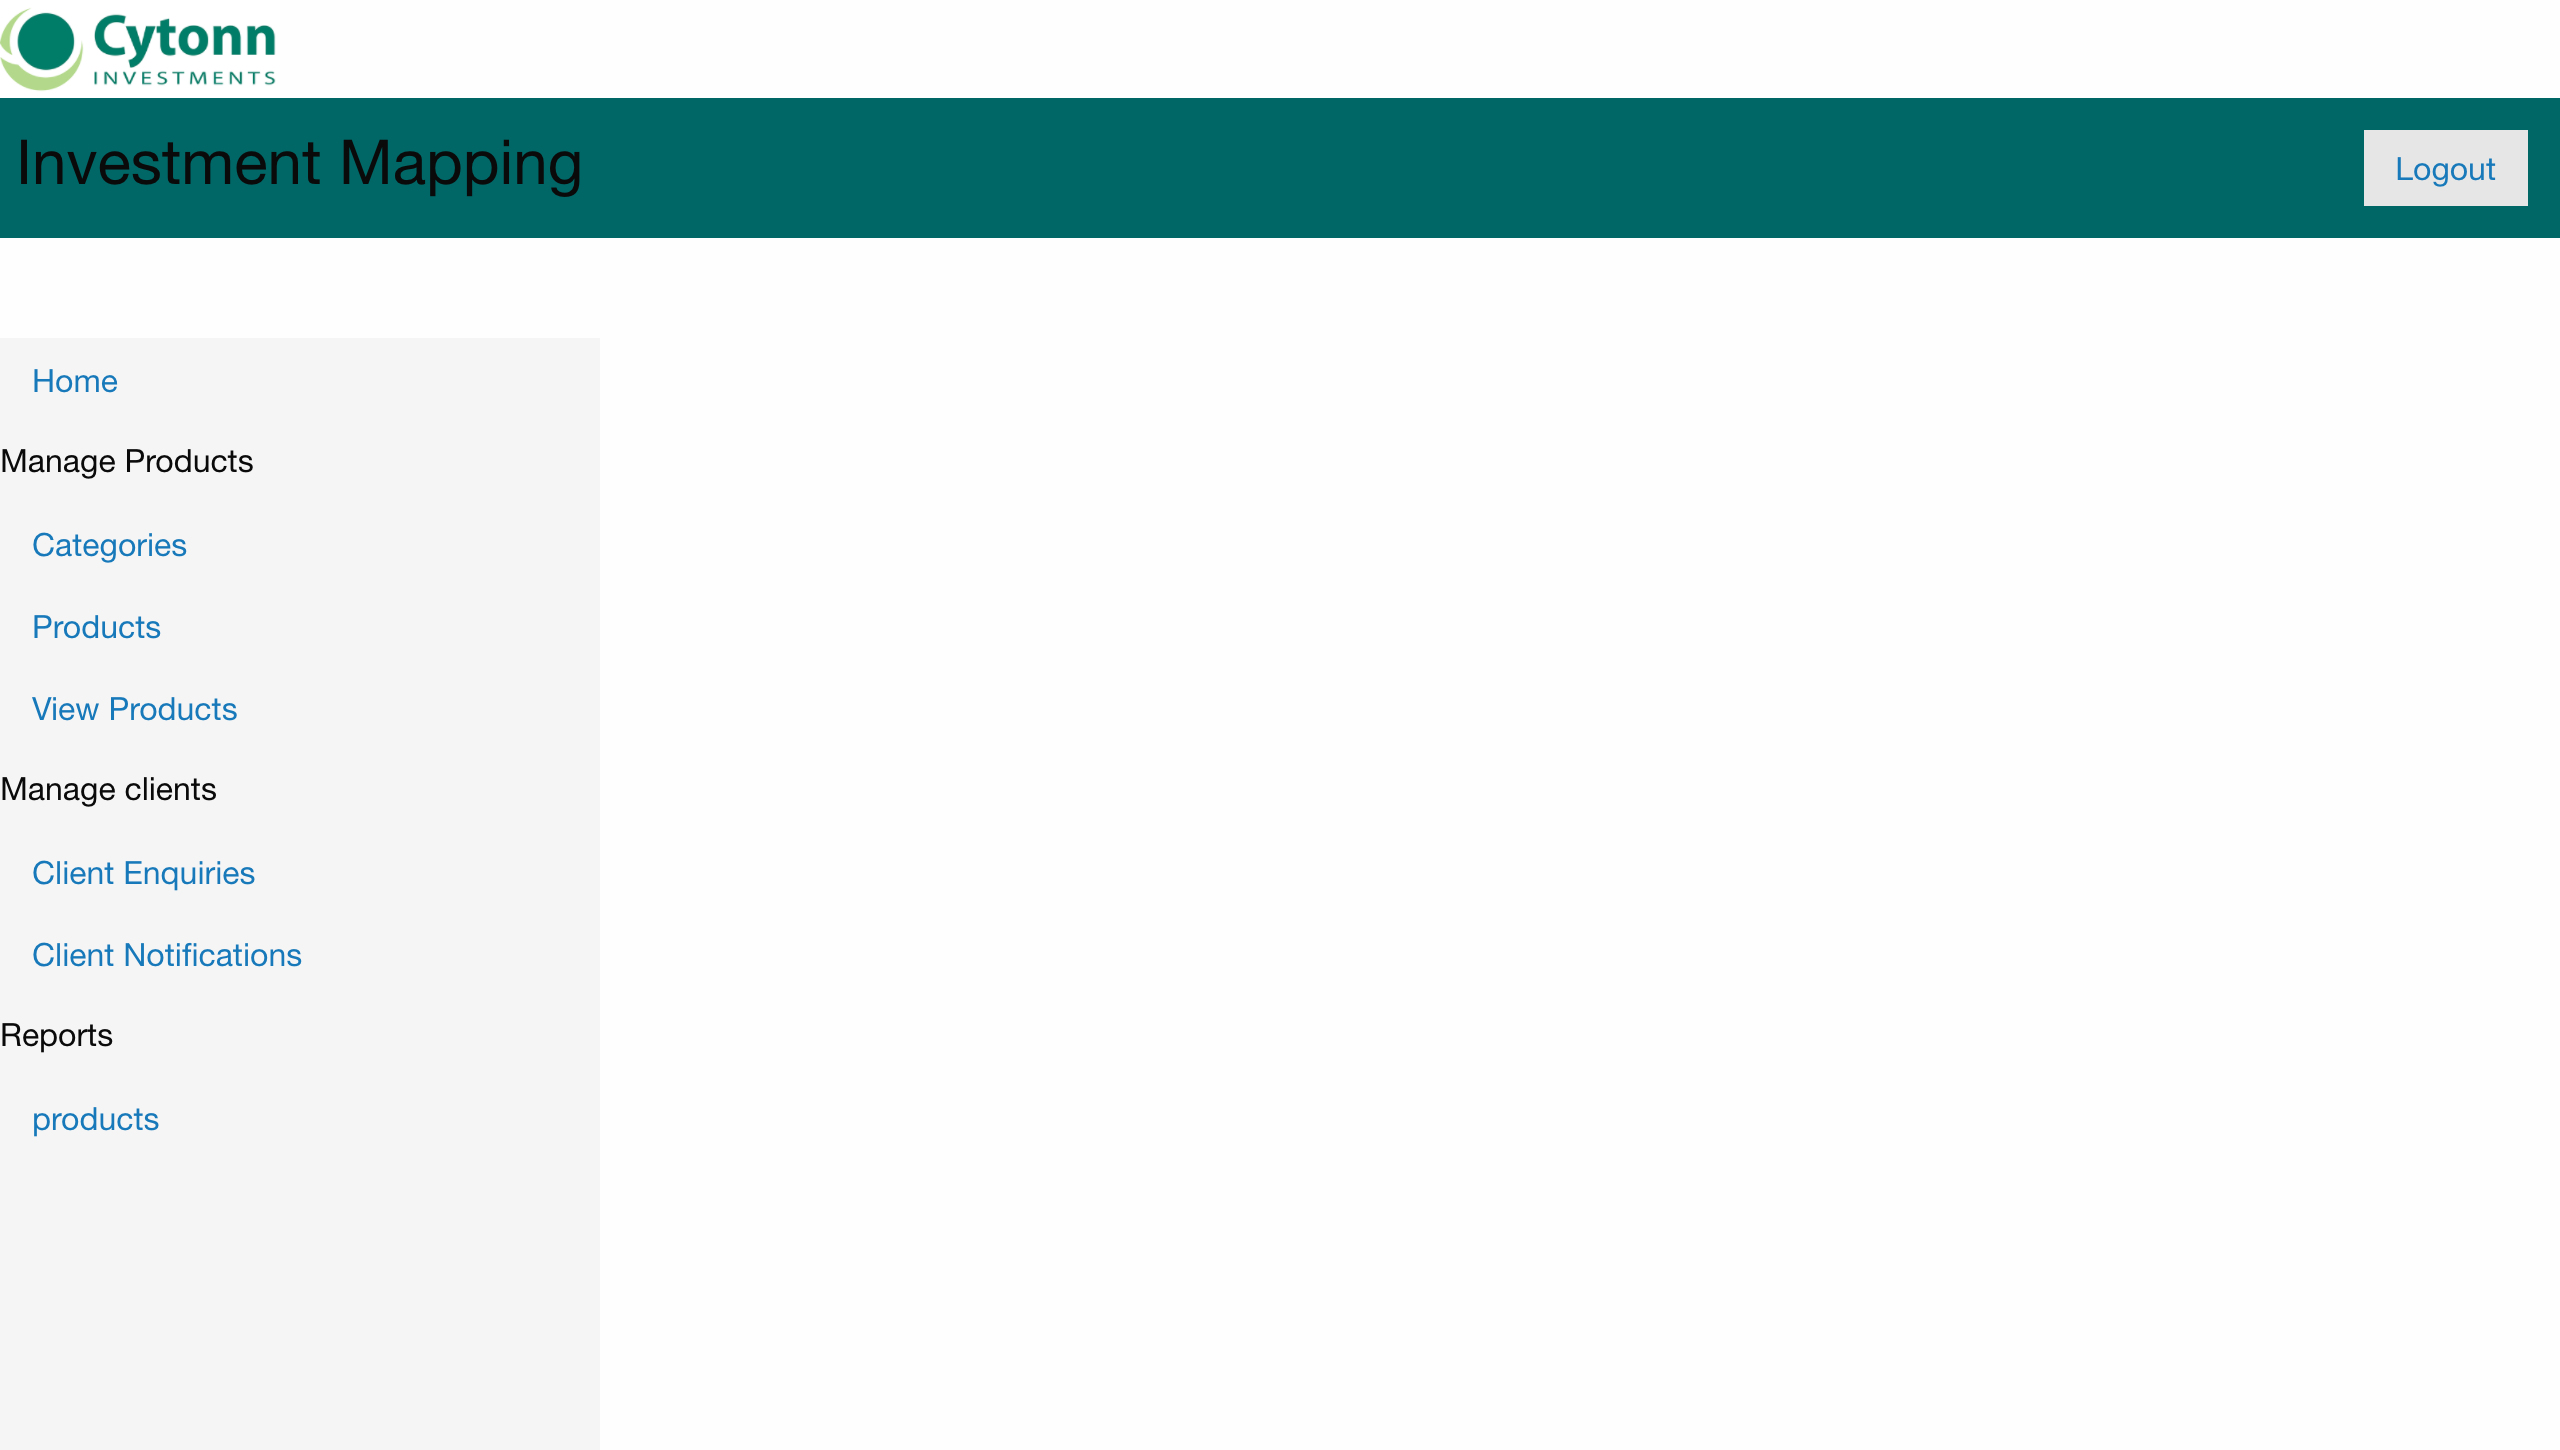 Cytonn
INVESTMENTS
Investment Mapping
Logout
Home
Manage Products
Categories
Products
View Products
Manage clients
Client Enquiries
Client Notifications
Reports
products